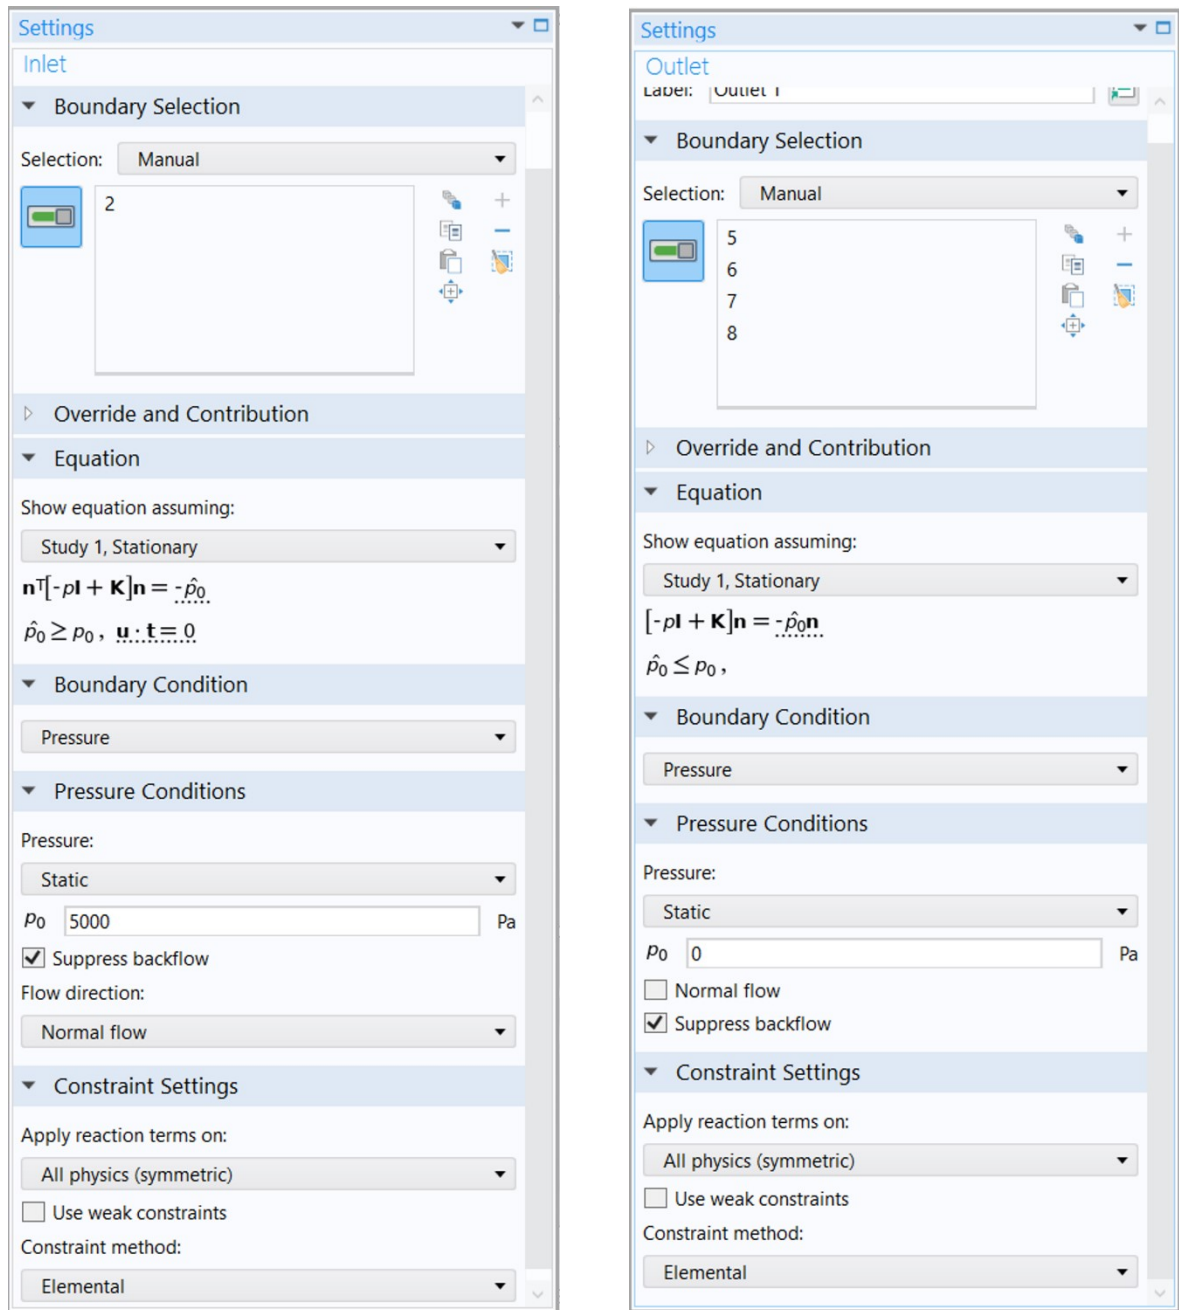 Settings
Inlet
Boundary Selection
Selection: Manual
2
Override and Contribution
Equation
Show equation assuming:
Study 1, Stationary
n^T[-pI + K]n = -p̂₀
p̂₀ ≥ p₀ , u · t = 0
Boundary Condition
Pressure
Pressure Conditions
Pressure:
Static
p₀ 5000 Pa
Suppress backflow
Flow direction:
Normal flow
Constraint Settings
Apply reaction terms on:
All physics (symmetric)
Use weak constraints
Constraint method:
Elemental
Settings
Outlet
Label: Outlet 1
Boundary Selection
Selection: Manual
5
6
7
8
Override and Contribution
Equation
Show equation assuming:
Study 1, Stationary
[-pI + K]n = -p̂₀n
p̂₀ ≤ p₀ ,
Boundary Condition
Pressure
Pressure Conditions
Pressure:
Static
p₀ 0 Pa
Normal flow
Suppress backflow
Constraint Settings
Apply reaction terms on:
All physics (symmetric)
Use weak constraints
Constraint method:
Elemental